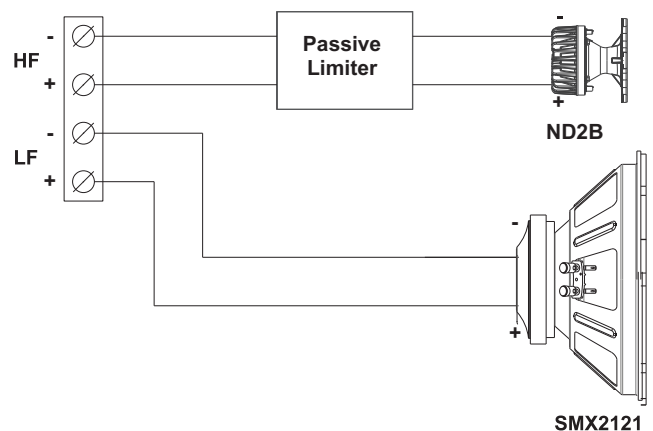 -
HF
+
-
LF
+
Passive
Limiter
-
+
ND2B
-
+
SMX2121